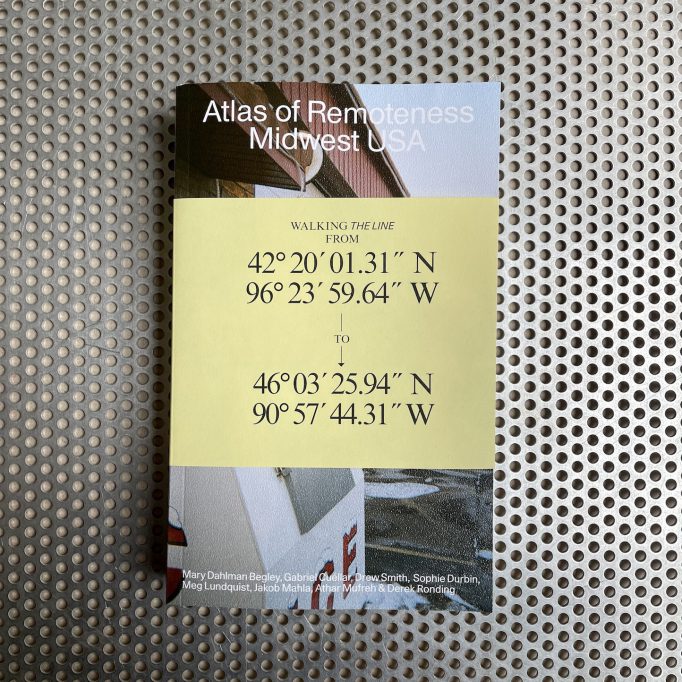 Atlas of Remoteness
Midwest USA
WALKING THE LINE
FROM
42° 20′ 01.31″ N
96° 23′ 59.64″ W
TO
46° 03′ 25.94″ N
90° 57′ 44.31″ W
Mary Dahlman Begley, Gabriel Cuéllar, Drew Smith, Sophie Durbin,
Meg Lundquist, Jakob Mahla, Athar Mufreh & Derek Ronding